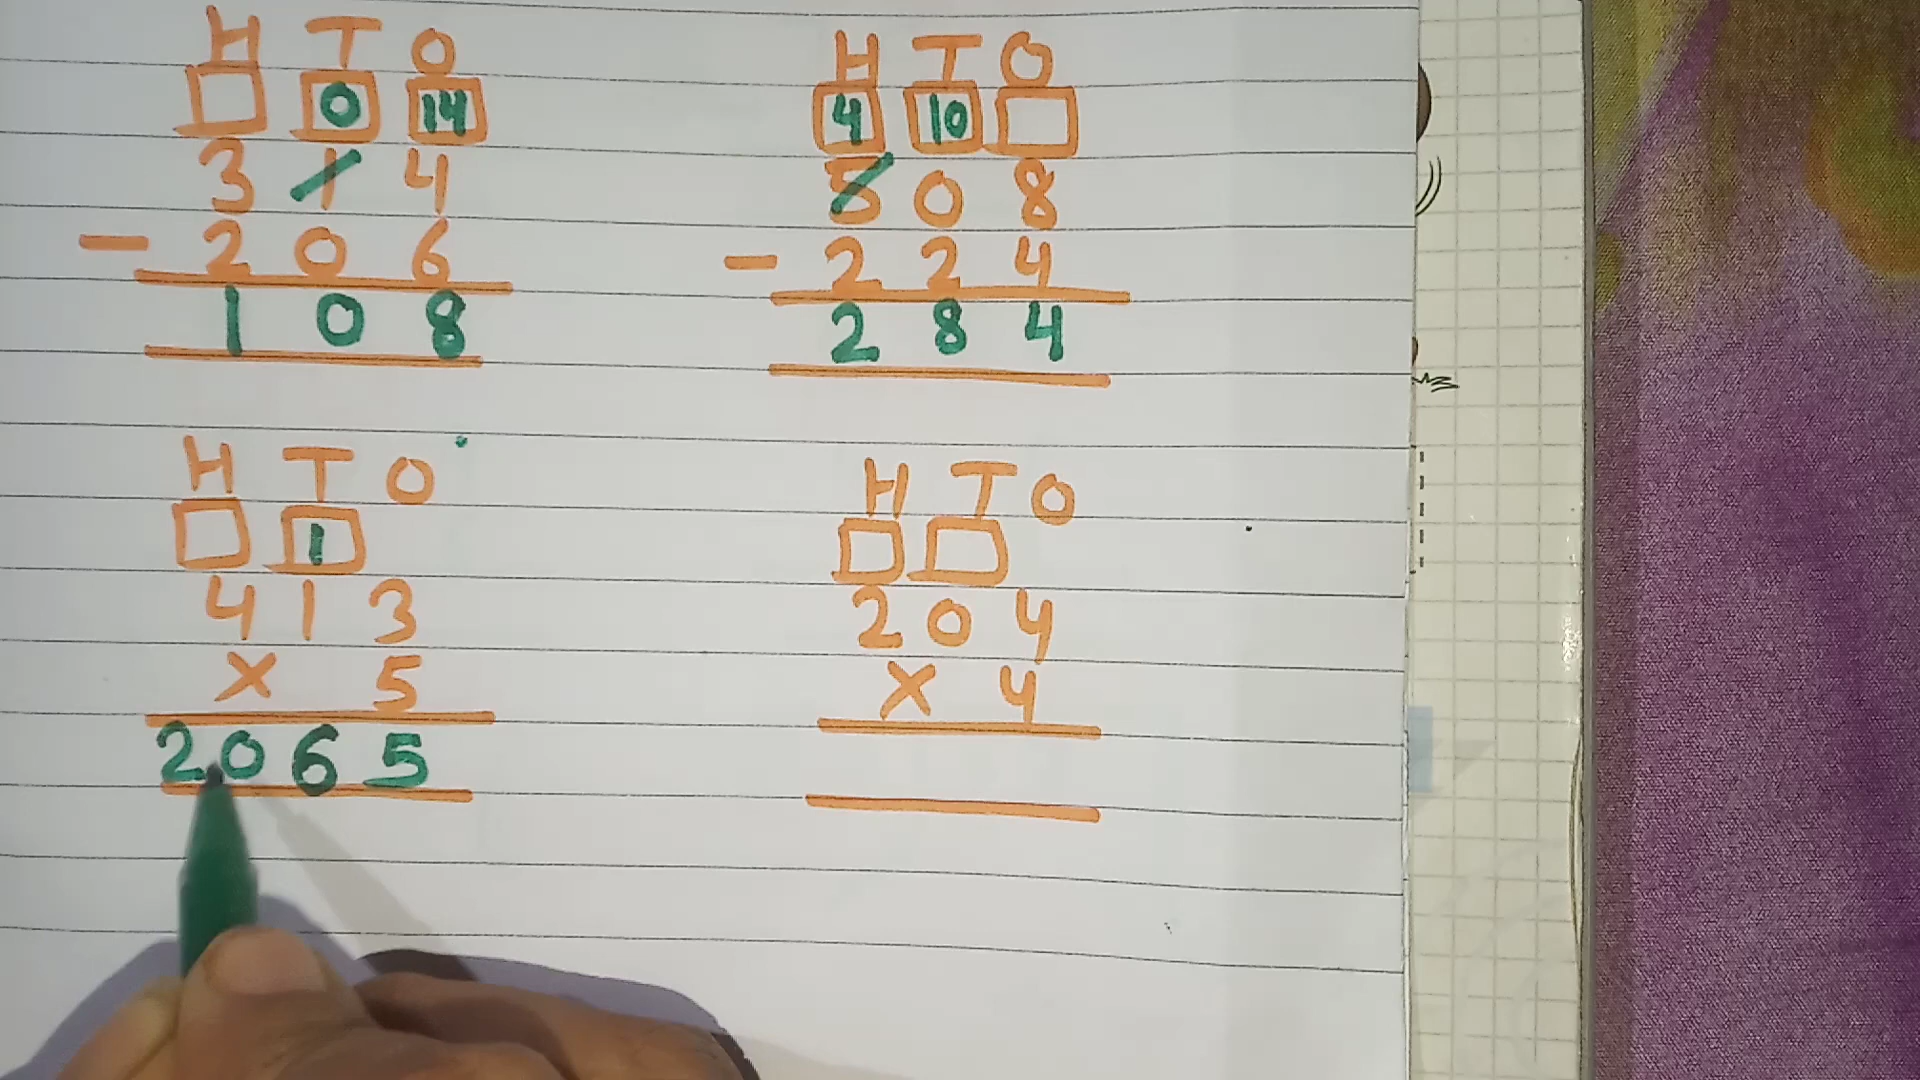 H T O
0 14
3 1 4
- 2 0 6
1 0 8
H T O
4 10
5 0 8
- 2 2 4
2 8 4
H T O
1
4 1 3
× 5
2 0 6 5
H T O
2 0 4
× 4